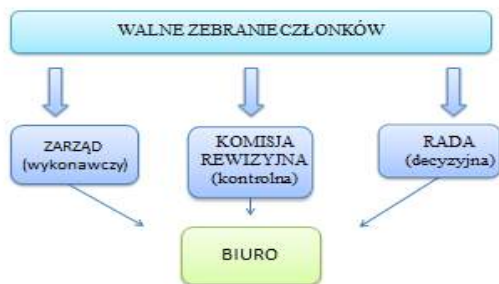 WALNE ZEBRANIE CZŁONKÓW
ZARZĄD
(wykonawczy)
KOMISJA
REWIZYJNA
(kontrolna)
RADA
(decyzyjna)
BIURO